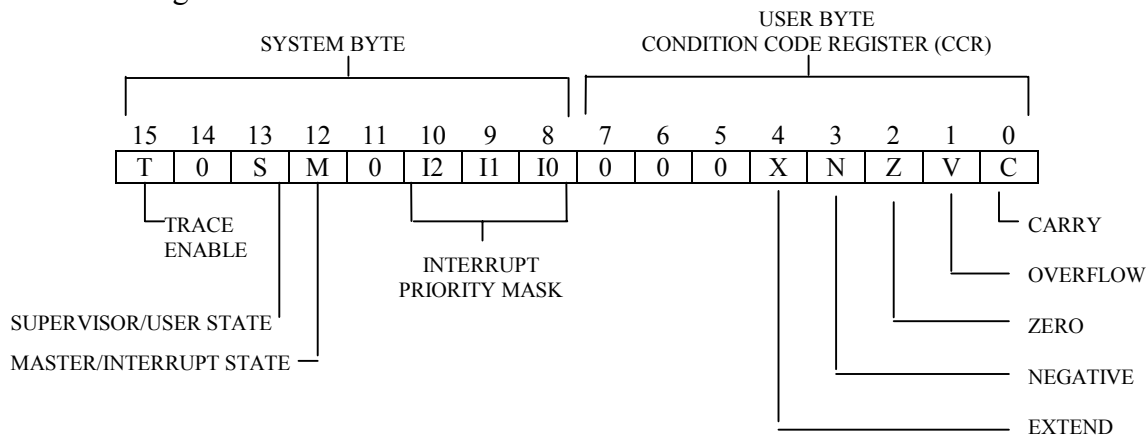 USER BYTE
SYSTEM BYTE CONDITION CODE REGISTER (CCR)
15 14 13 12 11 10 9 8 7 6 5 4 3 2 1 0
T 0 S M 0 I2 I1 I0 0 0 0 X N Z V C
TRACE
ENABLE
INTERRUPT
PRIORITY MASK
SUPERVISOR/USER STATE
MASTER/INTERRUPT STATE
CARRY
OVERFLOW
ZERO
NEGATIVE
EXTEND